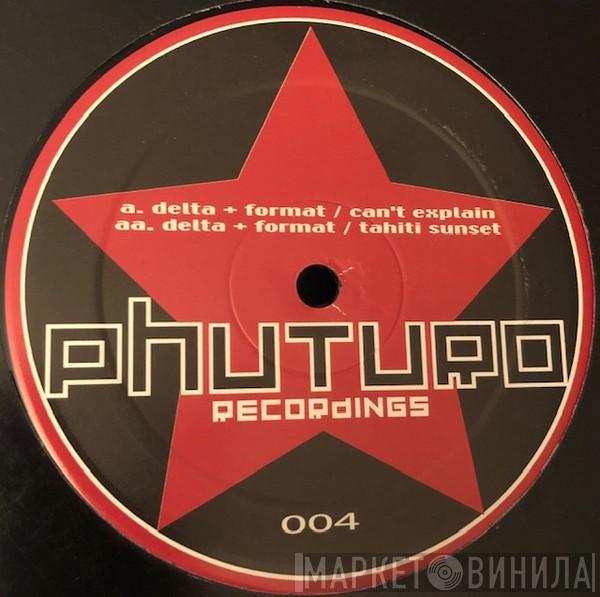 a. delta + format / can't explain
aa. delta + format / tahiti sunset
phuturo
recordings
004
МАРКЕТ ВИНИЛА